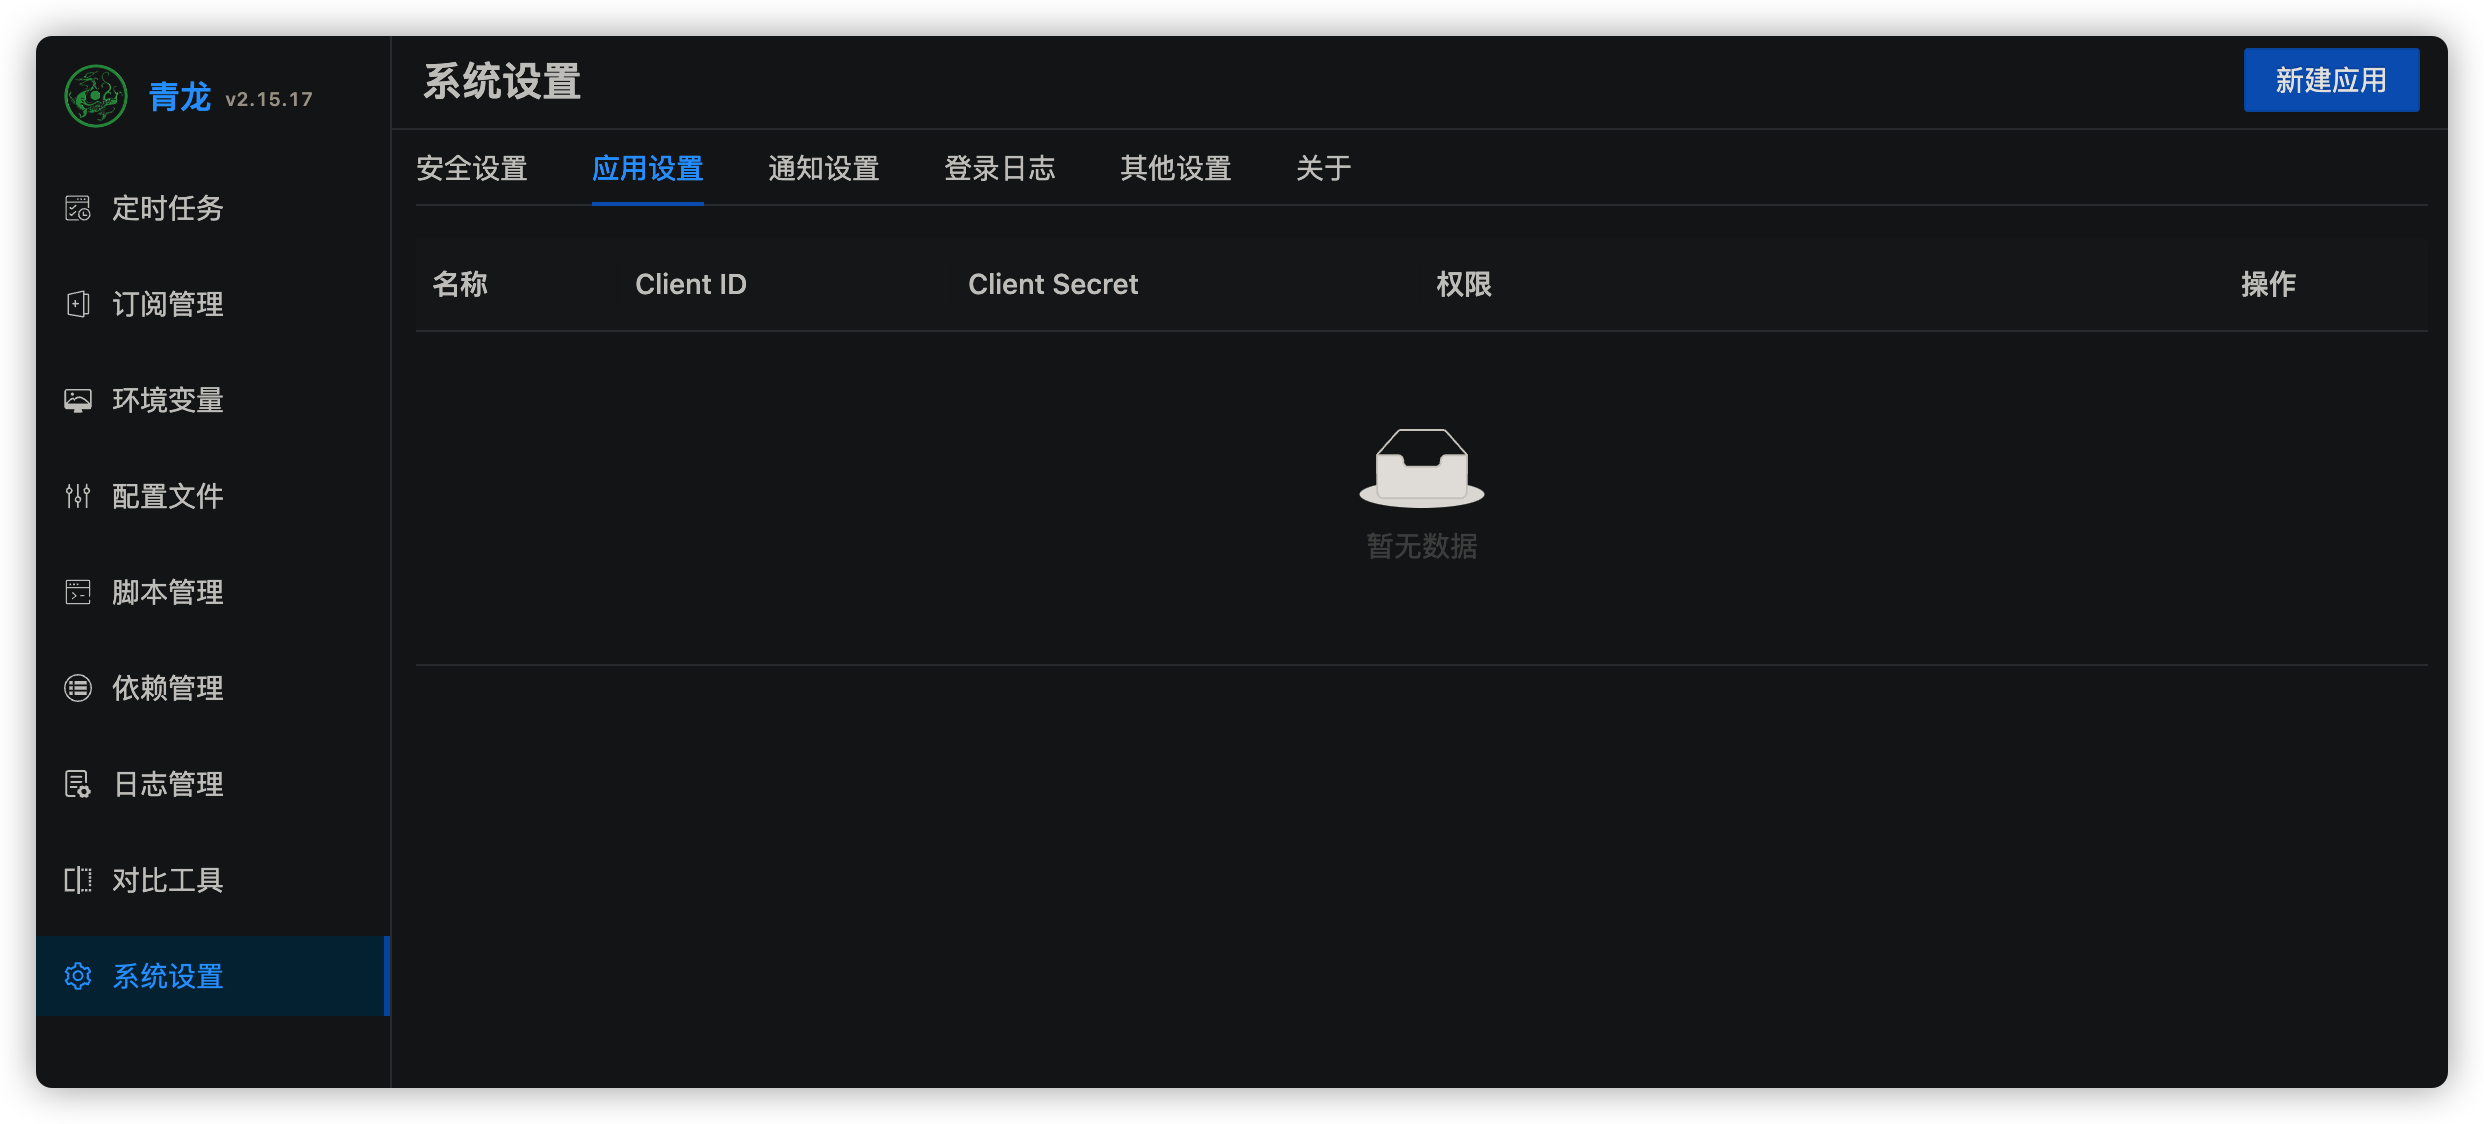 青龙 v2.15.17
定时任务
订阅管理
环境变量
配置文件
脚本管理
依赖管理
日志管理
对比工具
系统设置
系统设置
新建应用
安全设置 应用设置 通知设置 登录日志 其他设置 关于
名称 Client ID Client Secret 权限 操作
暂无数据